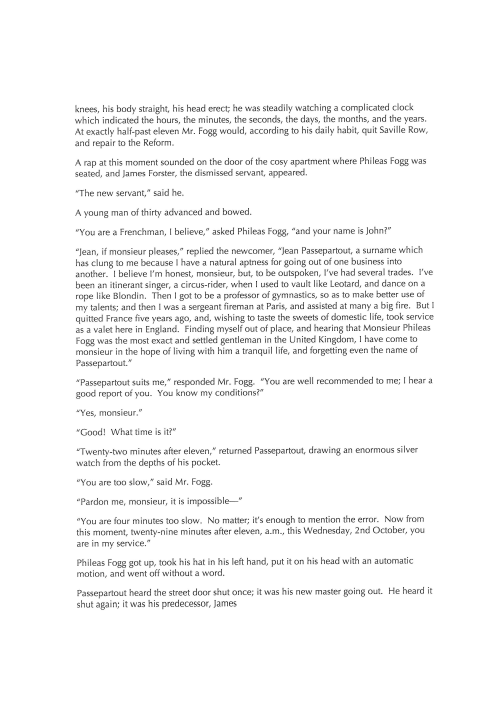 knees, his body straight, his head erect; he was steadily watching a complicated clock
which indicated the hours, the minutes, the seconds, the days, the months, and the years.
At exactly half-past eleven Mr. Fogg would, according to his daily habit, quit Saville Row,
and repair to the Reform.
A rap at this moment sounded on the door of the cosy apartment where Phileas Fogg was
seated, and James Forster, the dismissed servant, appeared.
“The new servant,” said he.
A young man of thirty advanced and bowed.
“You are a Frenchman, I believe,” asked Phileas Fogg, “and your name is John?”
“Jean, if monsieur pleases,” replied the newcomer, “Jean Passepartout, a surname which
has clung to me because I have a natural aptness for going out of one business into
another. I believe I’m honest, monsieur, but, to be outspoken, I’ve had several trades. I’ve
been an itinerant singer, a circus-rider, when I used to vault like Leotard, and dance on a
rope like Blondin. Then I got to be a professor of gymnastics, so as to make better use of
my talents; and then I was a sergeant fireman at Paris, and assisted at many a big fire. But I
quitted France five years ago, and, wishing to taste the sweets of domestic life, took service
as a valet here in England. Finding myself out of place, and hearing that Monsieur Phileas
Fogg was the most exact and settled gentleman in the United Kingdom, I have come to
monsieur in the hope of living with him a tranquil life, and forgetting even the name of
Passepartout.”
“Passepartout suits me,” responded Mr. Fogg. “You are well recommended to me; I hear a
good report of you. You know my conditions?”
“Yes, monsieur.”
“Good! What time is it?”
“Twenty-two minutes after eleven,” returned Passepartout, drawing an enormous silver
watch from the depths of his pocket.
“You are too slow,” said Mr. Fogg.
“Pardon me, monsieur, it is impossible—”
“You are four minutes too slow. No matter; it’s enough to mention the error. Now from
this moment, twenty-nine minutes after eleven, a.m., this Wednesday, 2nd October, you
are in my service.”
Phileas Fogg got up, took his hat in his left hand, put it on his head with an automatic
motion, and went off without a word.
Passepartout heard the street door shut once; it was his new master going out. He heard it
shut again; it was his predecessor, James